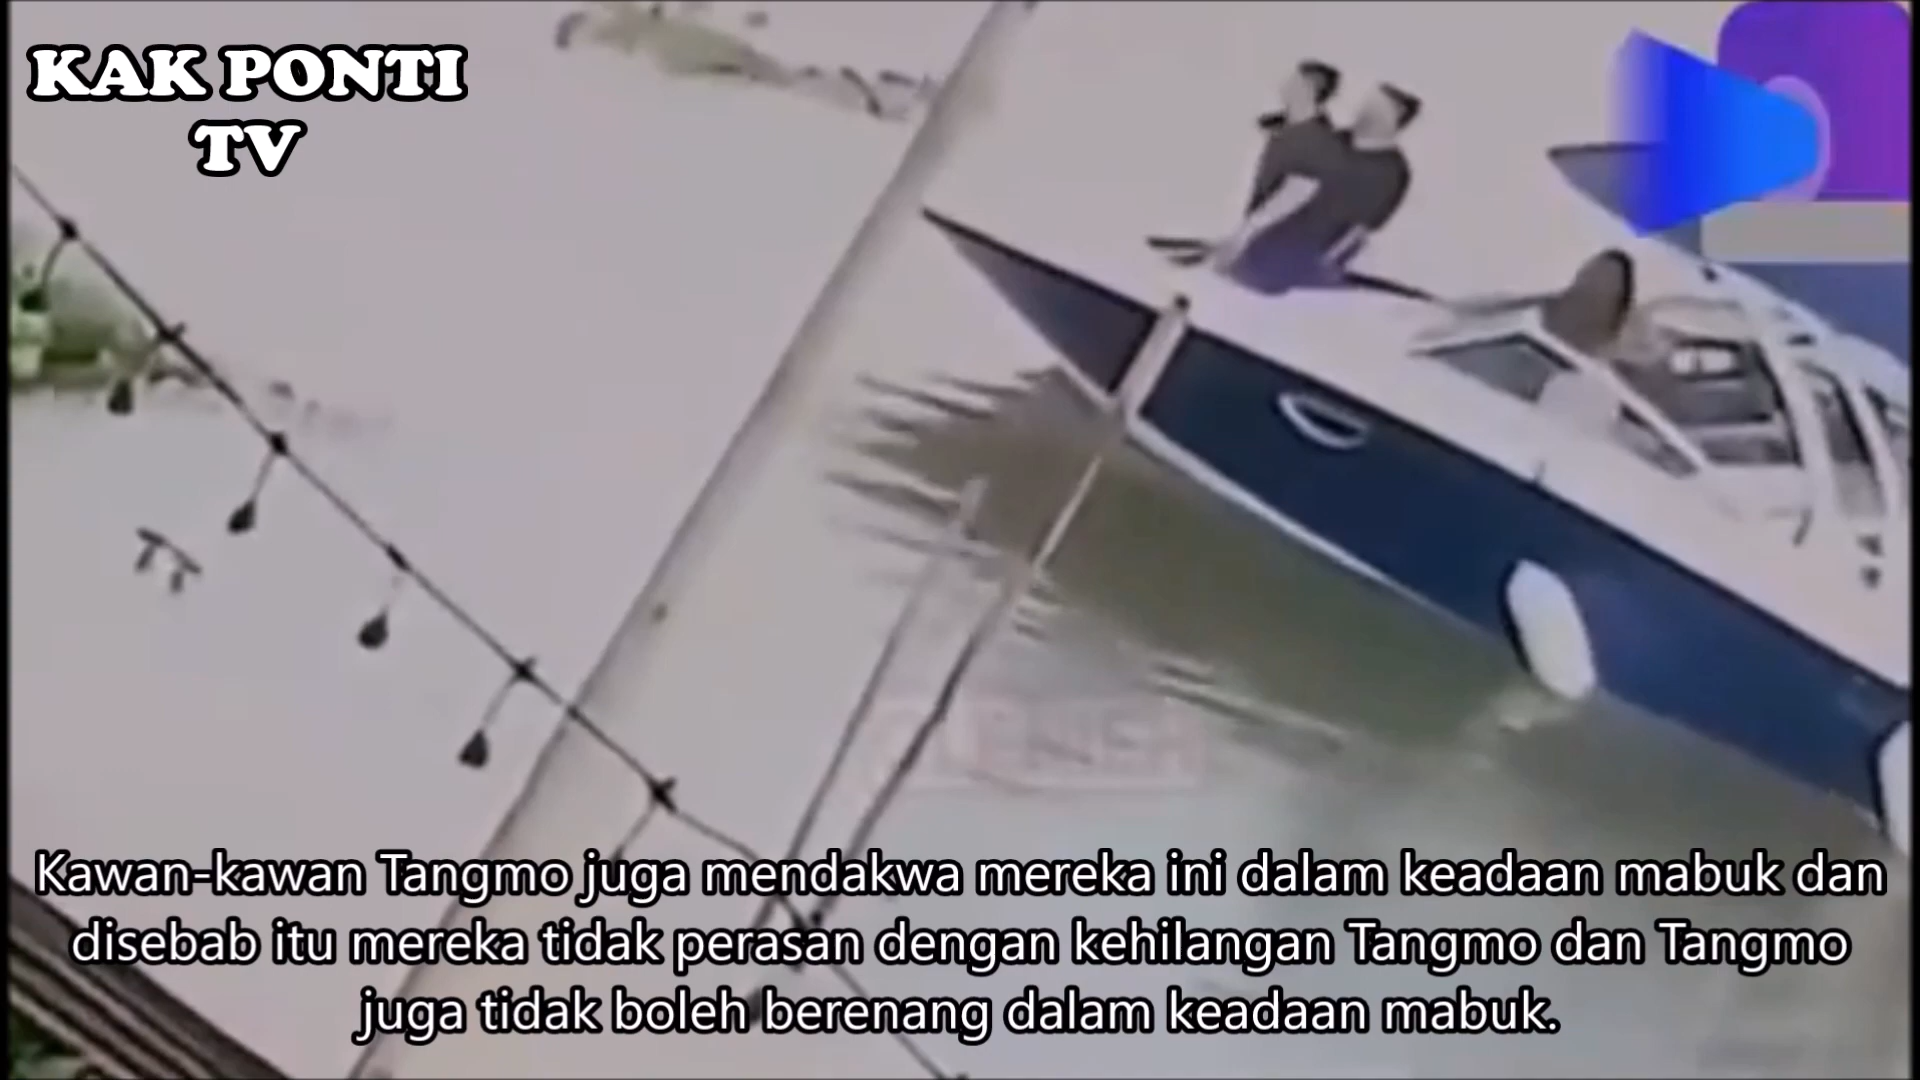 KAK PONTI
TV
Kawan-kawan Tangmo juga mendakwa mereka ini dalam keadaan mabuk dan
disebab itu mereka tidak perasan dengan kehilangan Tangmo dan Tangmo
juga tidak boleh berenang dalam keadaan mabuk.